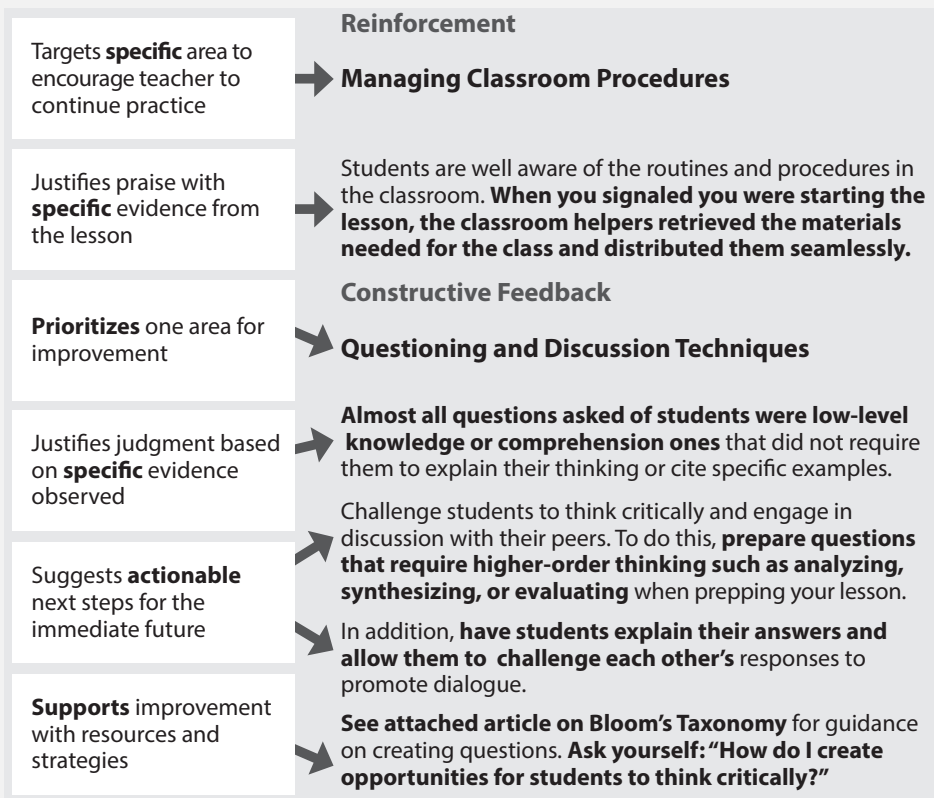 Targets specific area to
encourage teacher to
continue practice
Reinforcement
Managing Classroom Procedures
Justifies praise with
specific evidence from
the lesson
Students are well aware of the routines and procedures in
the classroom. When you signaled you were starting the
lesson, the classroom helpers retrieved the materials
needed for the class and distributed them seamlessly.
Prioritizes one area for
improvement
Constructive Feedback
Questioning and Discussion Techniques
Justifies judgment based
on specific evidence
observed
Almost all questions asked of students were low-level
knowledge or comprehension ones that did not require
them to explain their thinking or cite specific examples.
Suggests actionable
next steps for the
immediate future
Challenge students to think critically and engage in
discussion with their peers. To do this, prepare questions
that require higher-order thinking such as analyzing,
synthesizing, or evaluating when prepping your lesson.
In addition, have students explain their answers and
allow them to challenge each other's responses to
promote dialogue.
Supports improvement
with resources and
strategies
See attached article on Bloom's Taxonomy for guidance
on creating questions. Ask yourself: "How do I create
opportunities for students to think critically?"